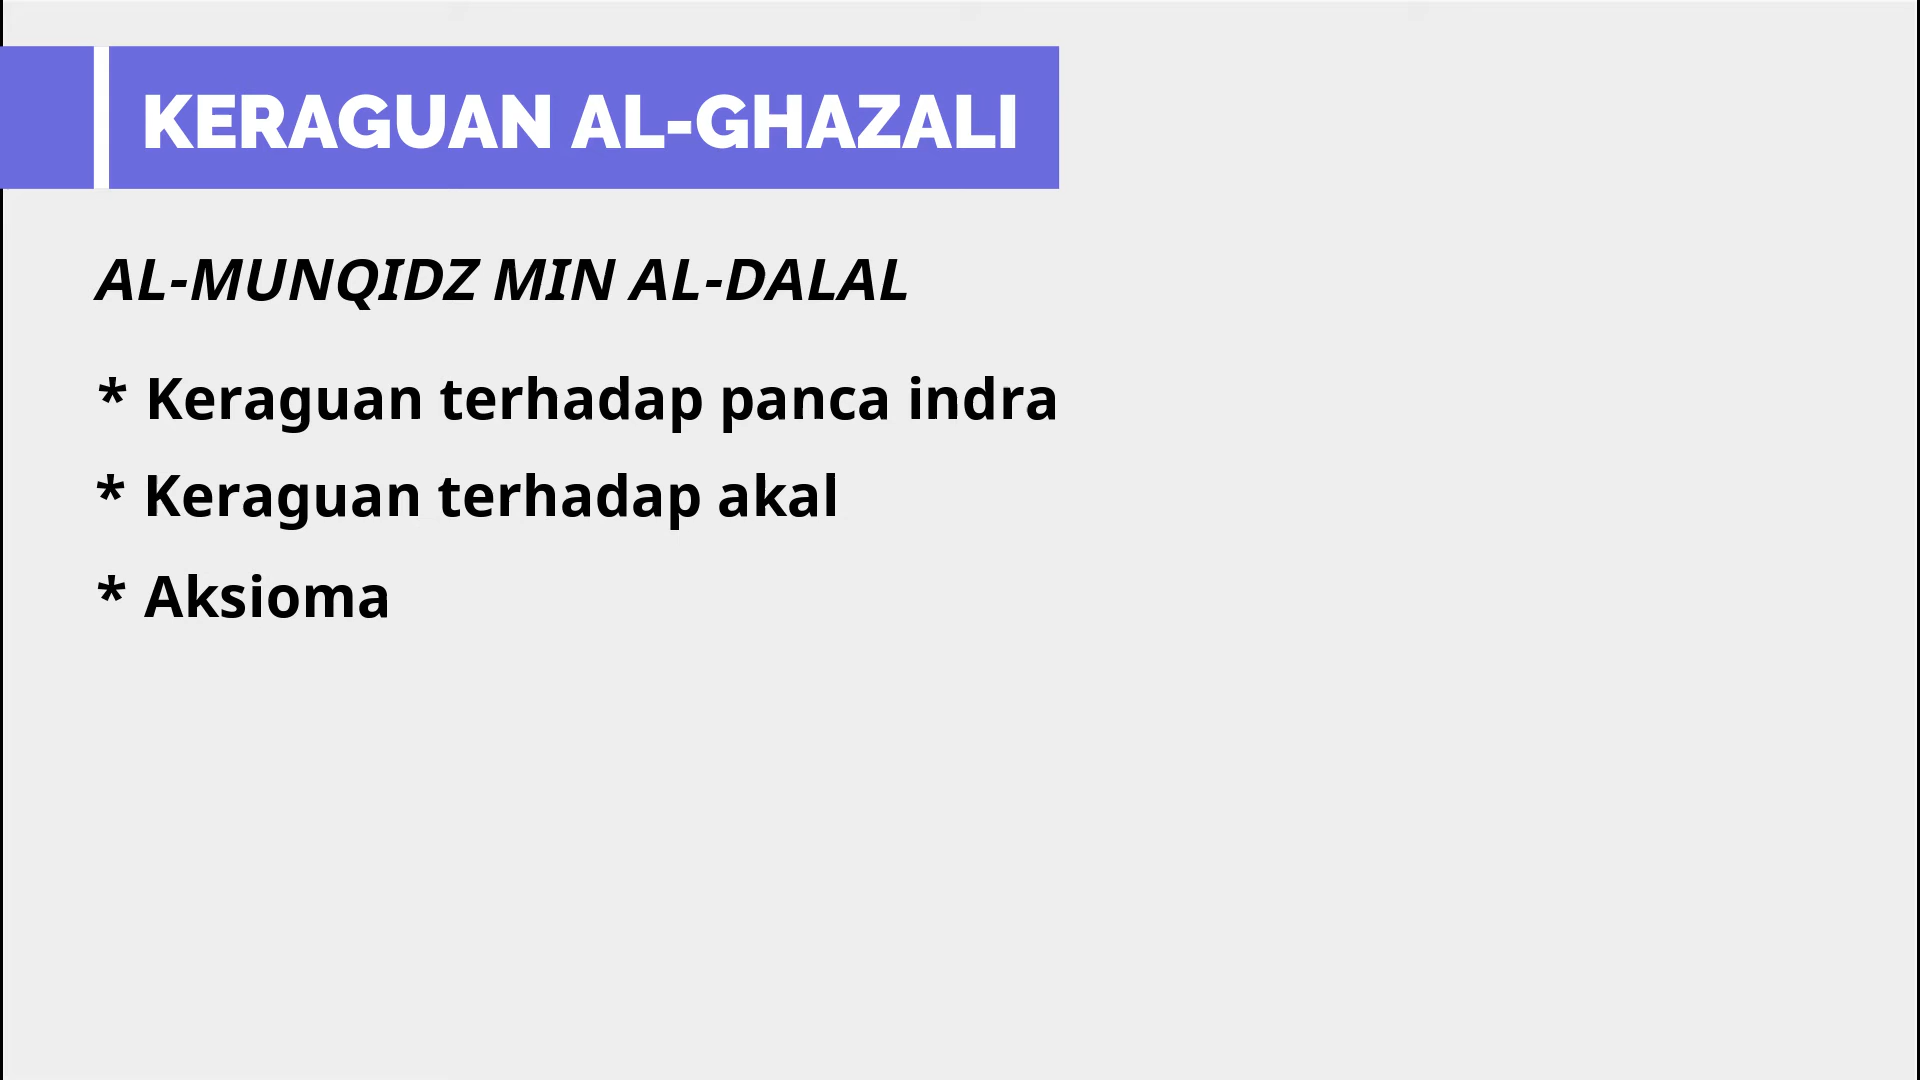 KERAGUAN AL-GHAZALI
AL-MUNQIDZ MIN AL-DALAL
* Keraguan terhadap panca indra
* Keraguan terhadap akal
* Aksioma